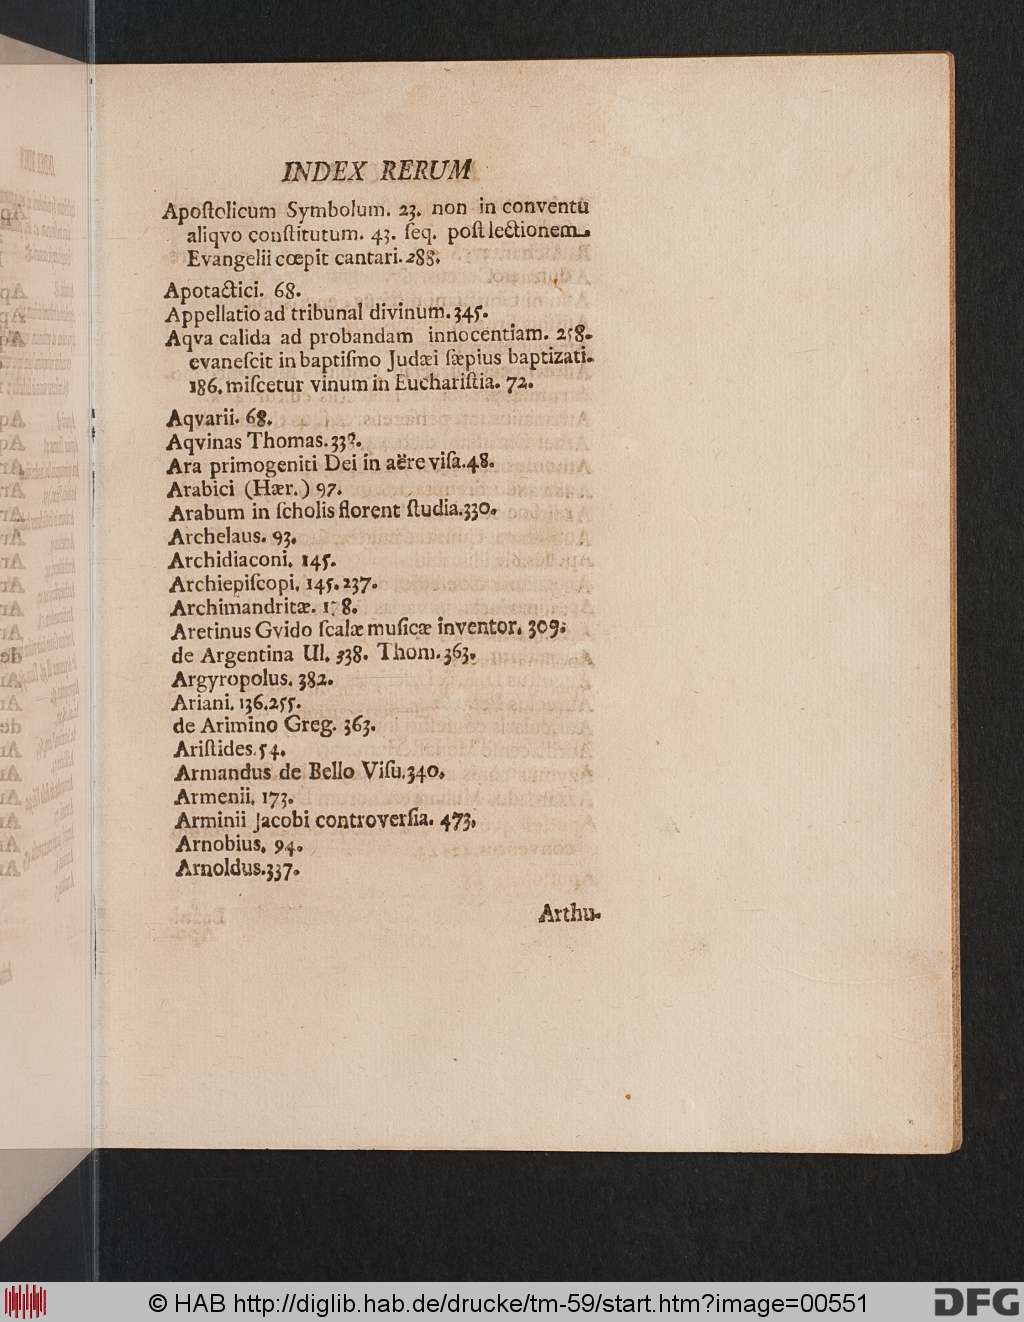 INDEX RERUM
Apoſtolicum Symbolum. 23. non in conventu
aliqvo conſtitutum. 43. ſeq. poſt lectionem
Evangelii cœpit cantari. 288.
Apotactici. 68.
Appellatio ad tribunal divinum. 345.
Aqva calida ad probandam innocentiam. 258.
evaneſcit in baptiſmo Judæi ſæpius baptizati.
186. miſcetur vinum in Euchariſtia. 72.
Aqvarii. 68.
Aqvinas Thomas.
Ara primogeniti Dei in aëre viſa. 48.
Arabici (Hær.) 97.
Arabum in ſcholis florent ſtudia. 330.
Archelaus. 93.
Archidiaconi. 145.
Archiepiſcopi. 145. 237.
Archimandritæ. 178.
Aretinus Gvido ſcalæ muſicæ inventor. 309.
de Argentina Ul. 338. Thom. 363.
Argyropolus. 382.
Ariani. 136. 255.
de Arimino Greg. 363.
Ariſtides. 54.
Armandus de Bello Viſu. 340.
Armenii. 173.
Arminii Jacobi controverſia. 473.
Arnobius. 94.
Arnoldus. 337.
Arthu-
© HAB http://diglib.hab.de/drucke/tm-59/start.htm?image=00551
DFG